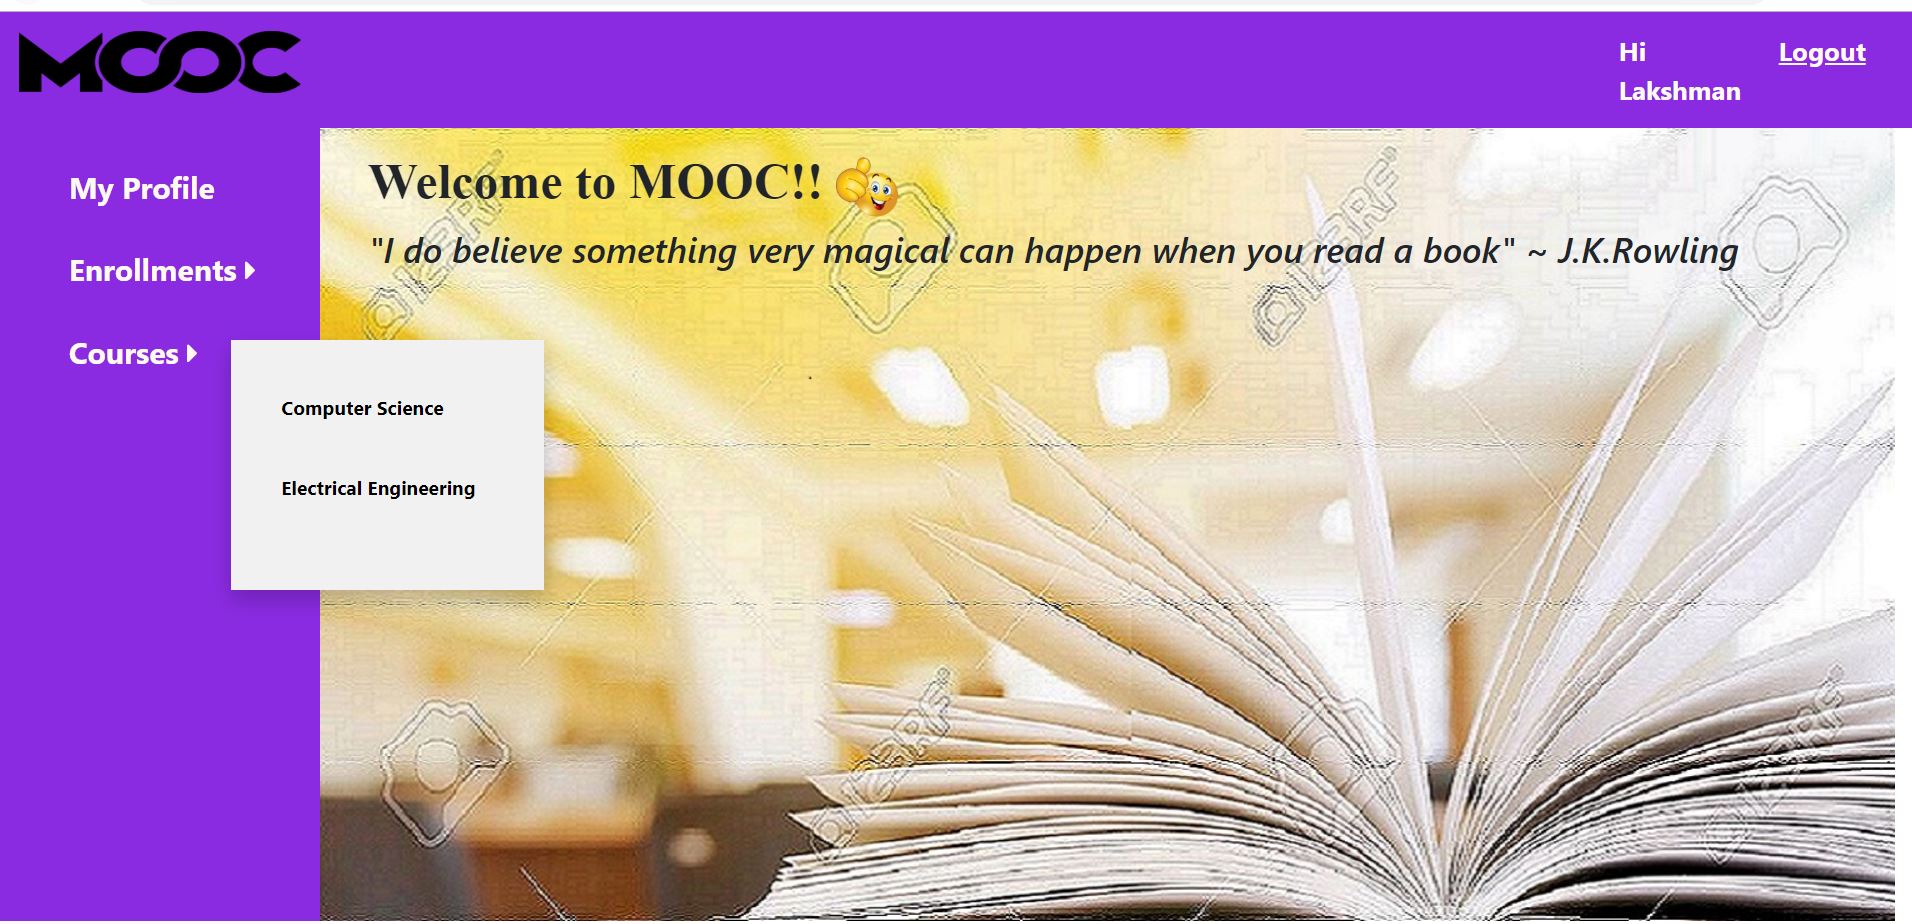 MOOC
Hi
Lakshman
Logout
My Profile
Enrollments
Courses
Computer Science
Electrical Engineering
Welcome to MOOC!!
"I do believe something very magical can happen when you read a book" ~ J.K.Rowling
123RF
123RF
123RF
123RF